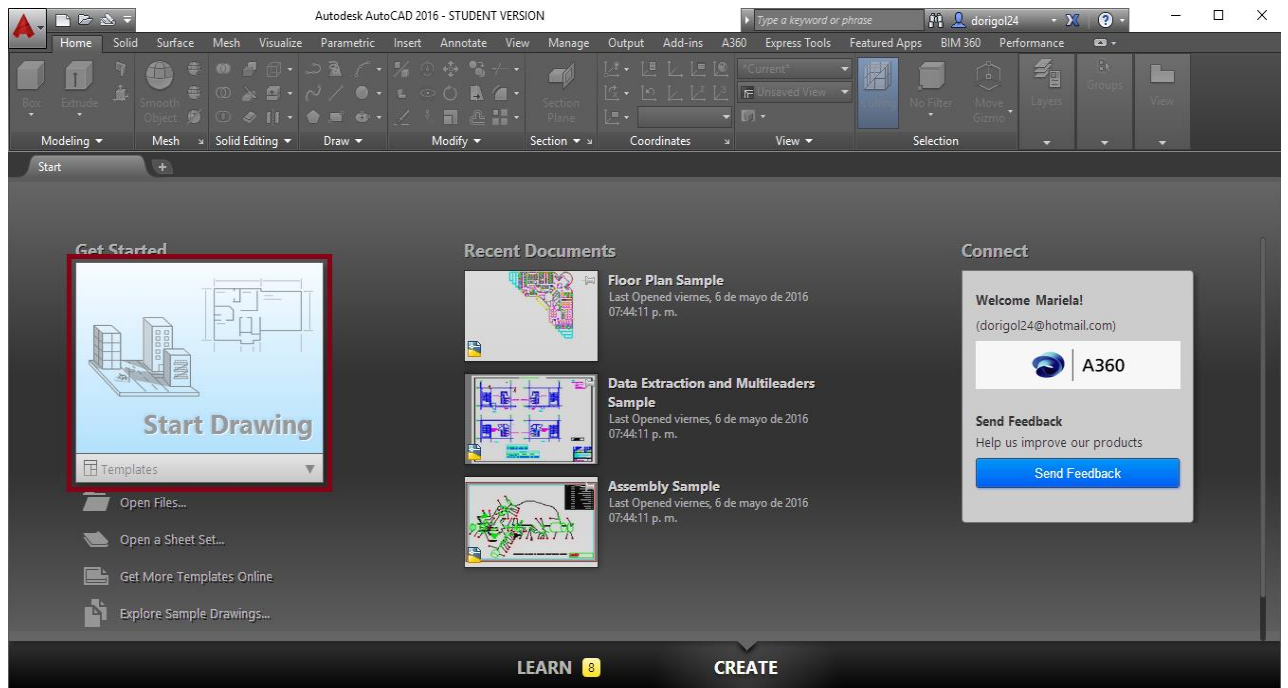 Autodesk AutoCAD 2016 - STUDENT VERSION
Type a keyword or phrase
dorigol24
Home Solid Surface Mesh Visualize Parametric Insert Annotate View Manage Output Add-ins A360 Express Tools Featured Apps BIM 360 Performance
Box
Extrude
Smooth
Object
Section
Plane
*Current*
Unsaved View
Culling
No Filter
Move
Gizmo
Layers
Groups
View
Modeling Mesh Solid Editing Draw Modify Section Coordinates View Selection
Start
Get Started
Start Drawing
Templates
Open Files...
Open a Sheet Set...
Get More Templates Online
Explore Sample Drawings...
Recent Documents
Floor Plan Sample
Last Opened viernes, 6 de mayo de 2016
07:44:11 p. m.
Data Extraction and Multileaders
Sample
Last Opened viernes, 6 de mayo de 2016
07:44:11 p. m.
Assembly Sample
Last Opened viernes, 6 de mayo de 2016
07:44:11 p. m.
Connect
Welcome Mariela!
(dorigol24@hotmail.com)
A360
Send Feedback
Help us improve our products
Send Feedback
LEARN 8
CREATE